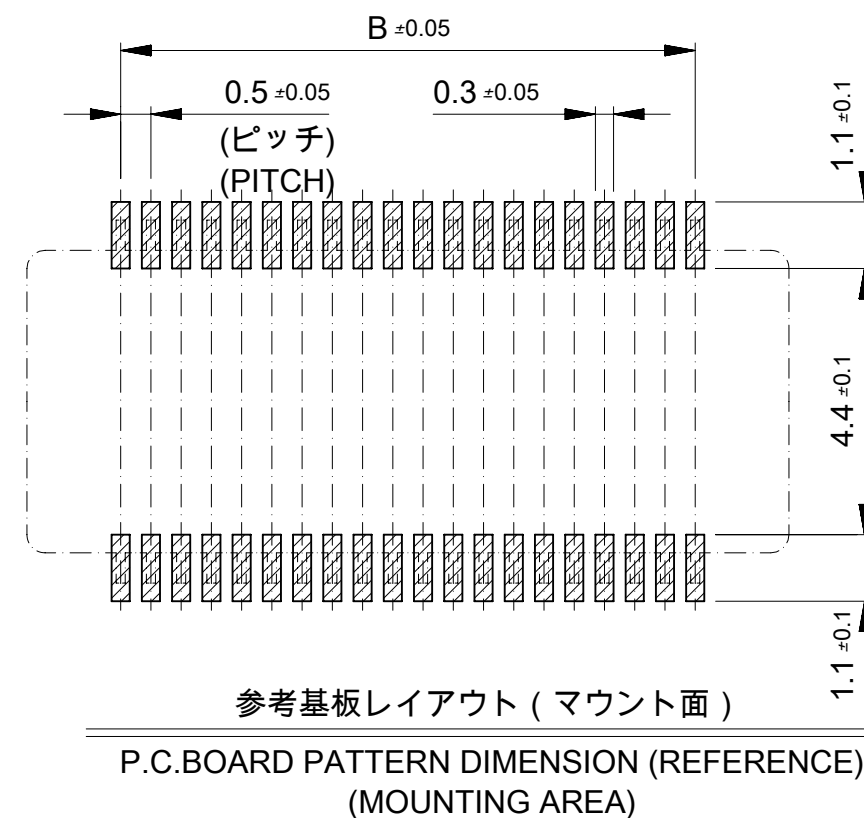 B ±0.05
0.5 ±0.05
0.3 ±0.05
(ピッチ)
(PITCH)
1.1 ±0.1
4.4 ±0.1
1.1 ±0.1
参考基板レイアウト ( マウント面 )
P.C.BOARD PATTERN DIMENSION (REFERENCE)
(MOUNTING AREA)